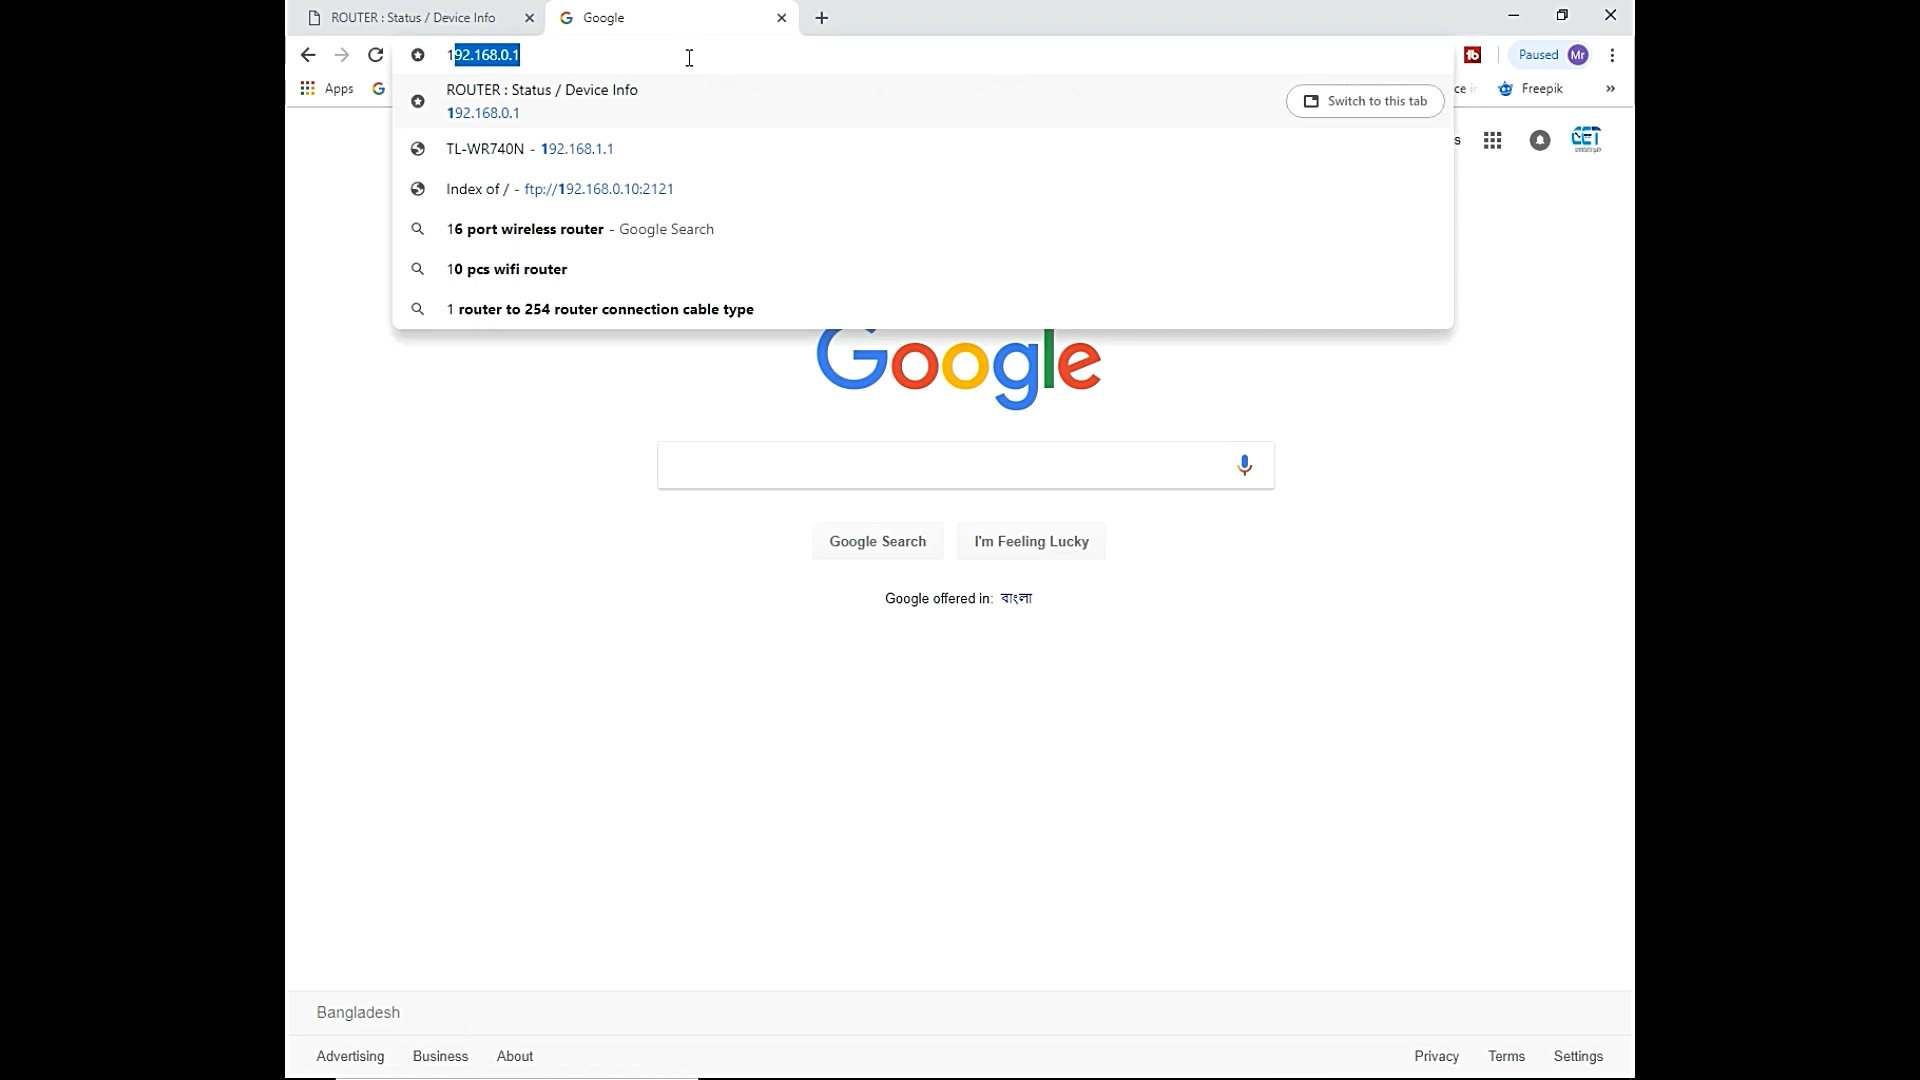 ROUTER : Status / Device Info
Google
192.168.0.1
Paused Mr
Apps
ce in
Freepik
ROUTER : Status / Device Info
192.168.0.1
Switch to this tab
TL-WR740N - 192.168.1.1
Index of / - ftp://192.168.0.10:2121
16 port wireless router - Google Search
10 pcs wifi router
1 router to 254 router connection cable type
s
Google
Google Search
I'm Feeling Lucky
Google offered in: বাংলা
Bangladesh
Advertising Business About
Privacy Terms Settings